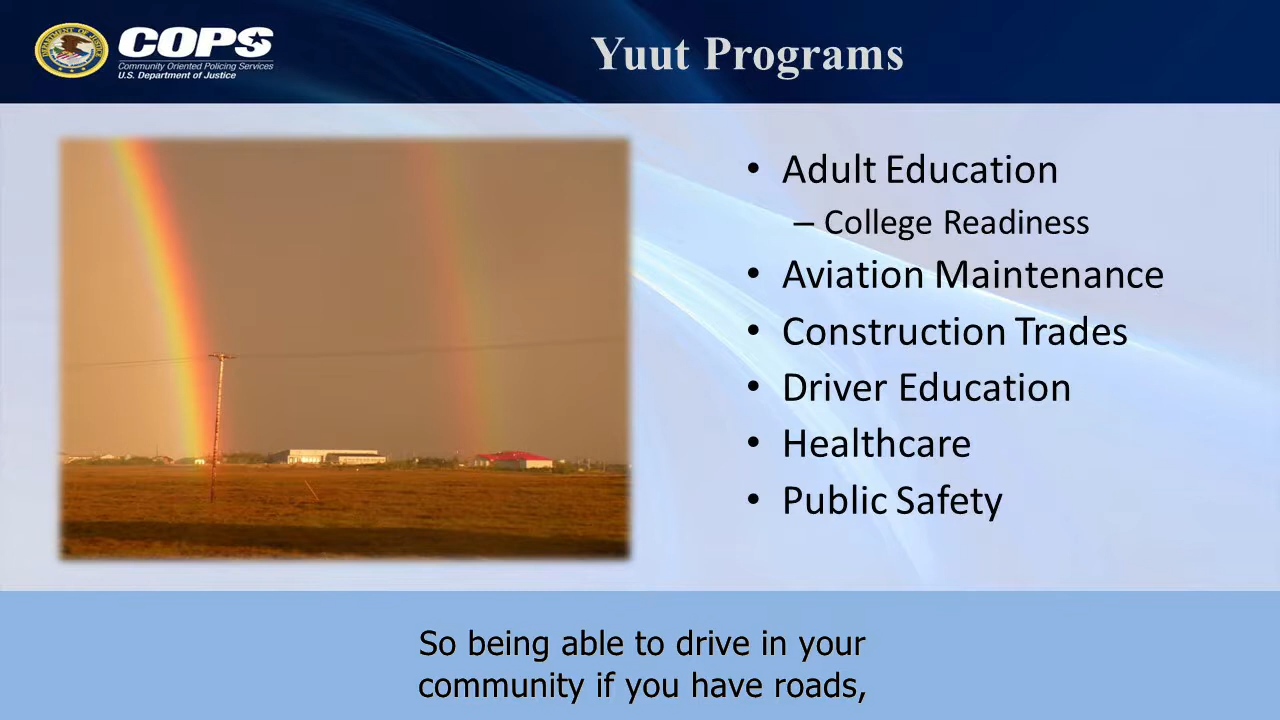 COPS
Community Oriented Policing Services
U.S. Department of Justice
Yuut Programs
• Adult Education
– College Readiness
• Aviation Maintenance
• Construction Trades
• Driver Education
• Healthcare
• Public Safety
So being able to drive in your
community if you have roads,